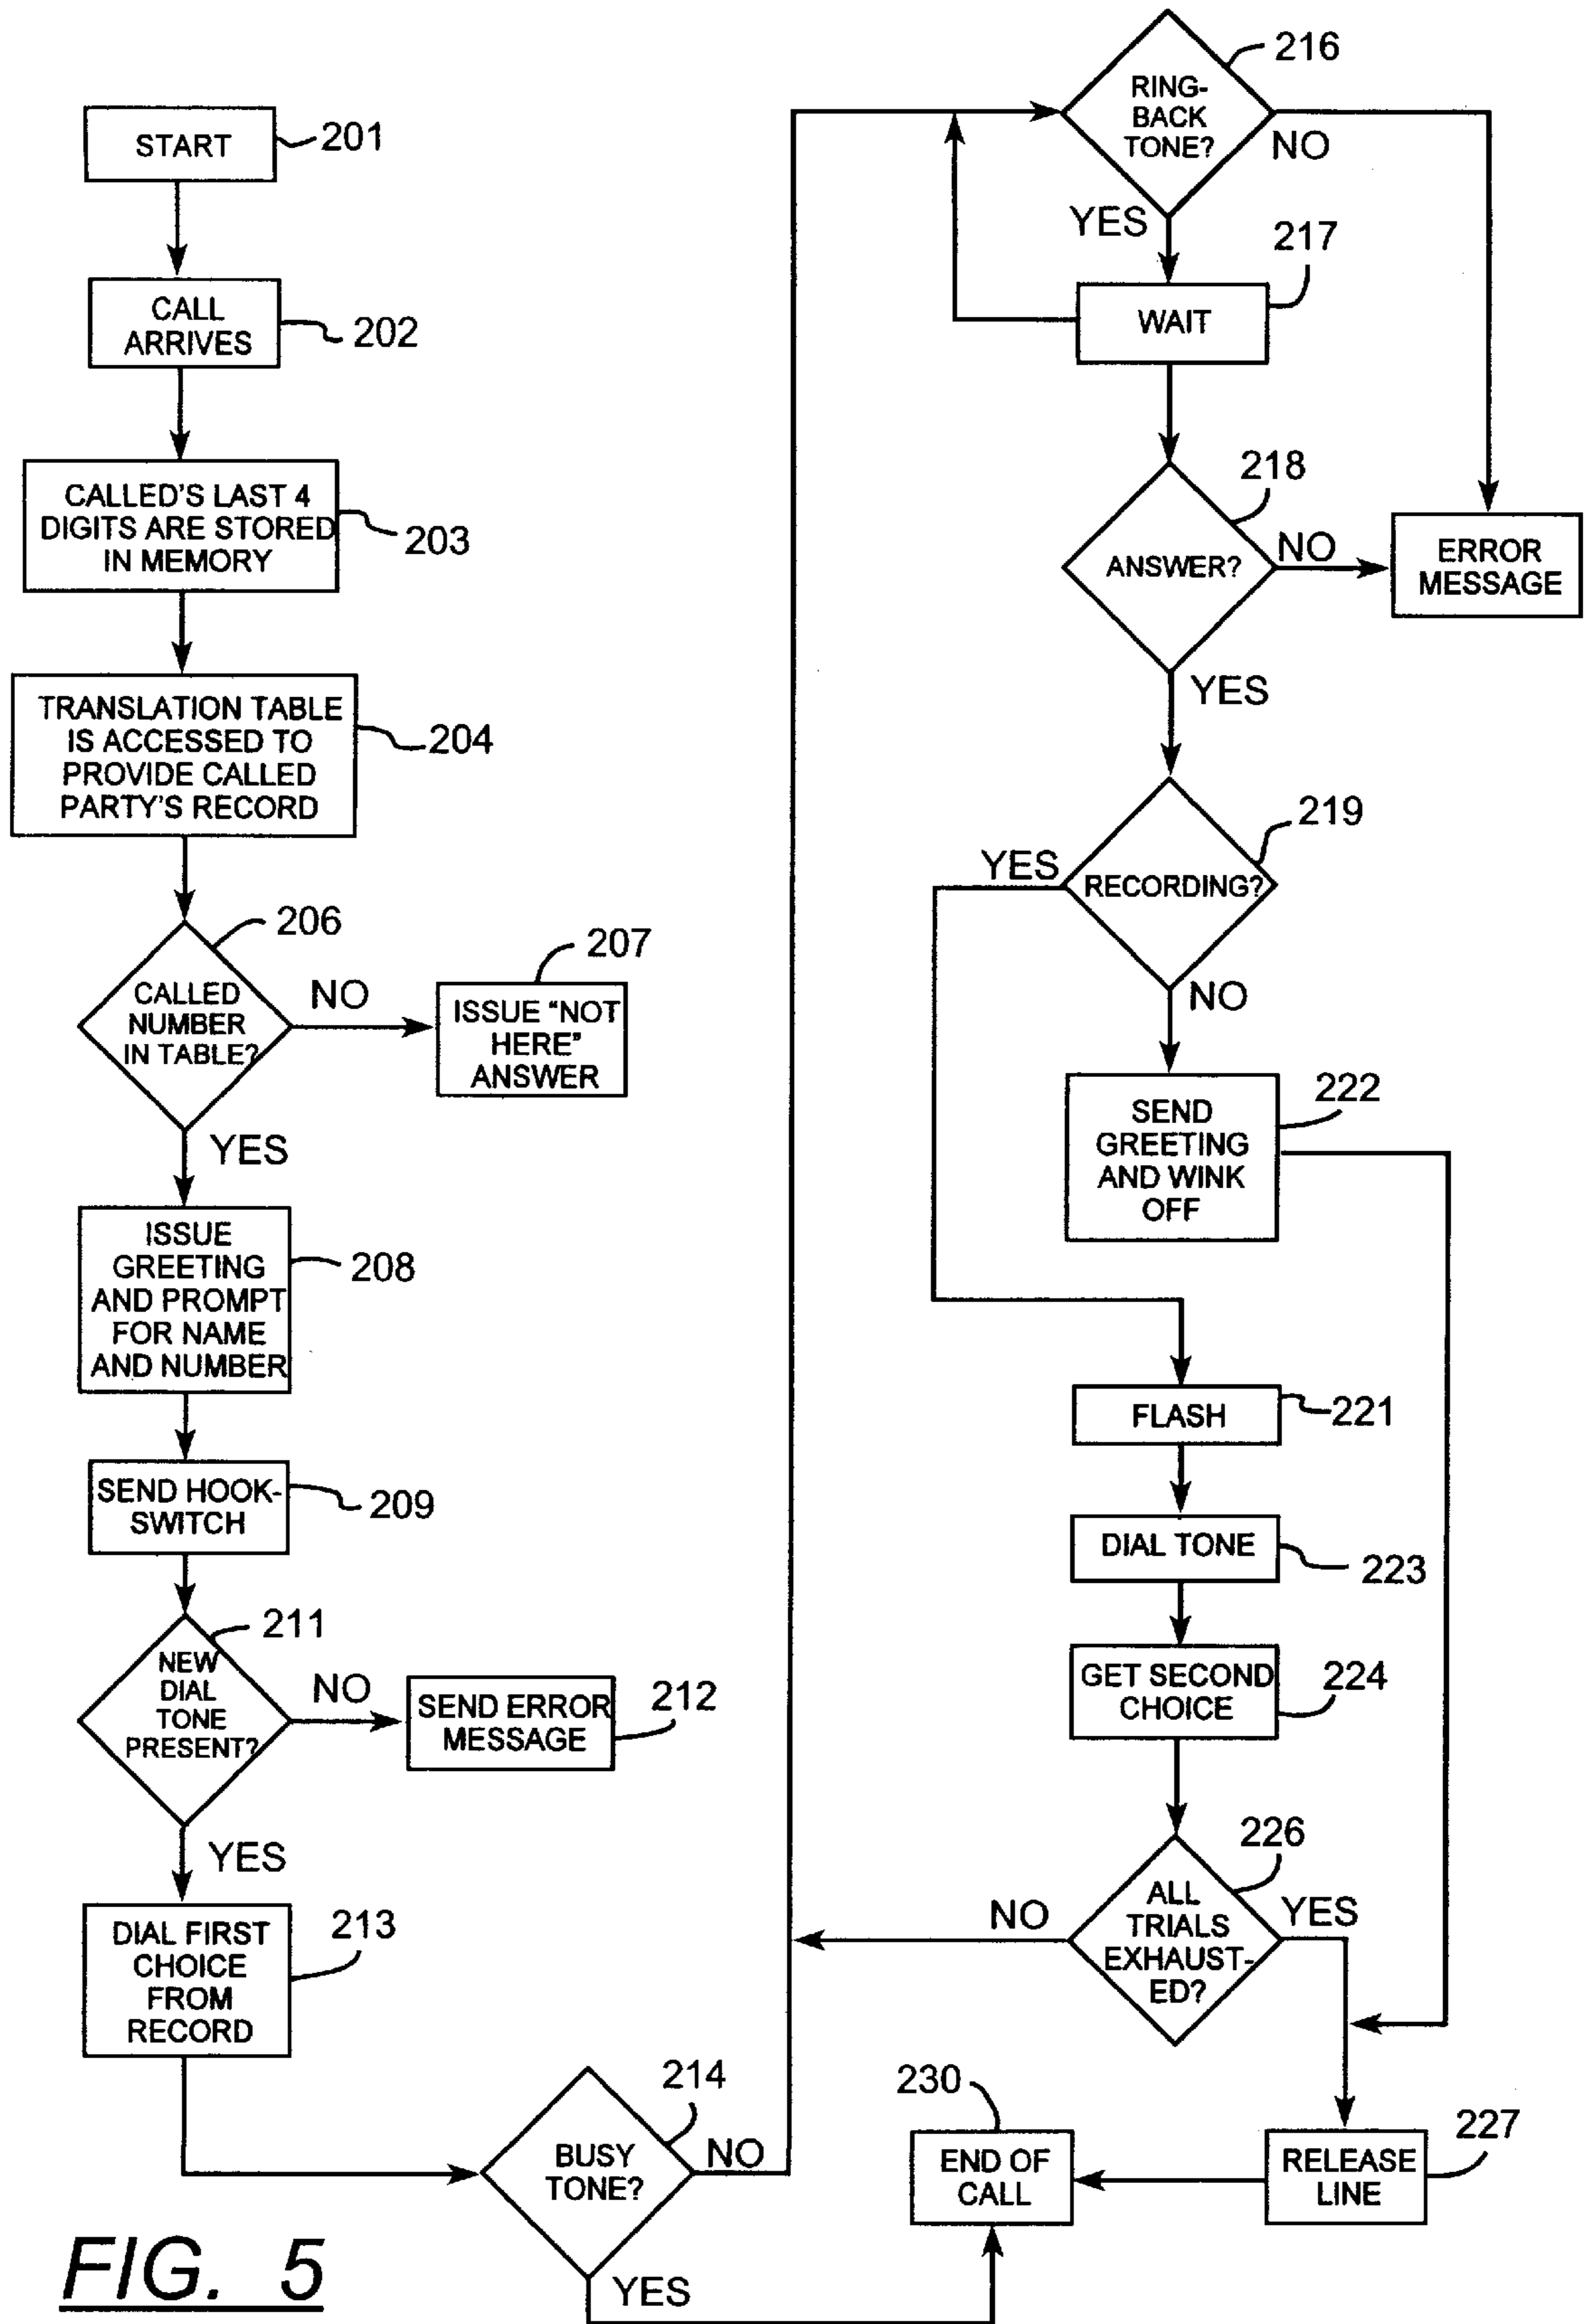 START
201
CALL
ARRIVES
202
CALLED'S LAST 4
DIGITS ARE STORED
IN MEMORY
203
TRANSLATION TABLE
IS ACCESSED TO
PROVIDE CALLED
PARTY'S RECORD
204
206
CALLED
NUMBER
IN TABLE?
NO
207
ISSUE "NOT
HERE"
ANSWER
YES
ISSUE
GREETING
AND PROMPT
FOR NAME
AND NUMBER
208
SEND HOOK-
SWITCH
209
211
NEW
DIAL
TONE
PRESENT?
NO
SEND ERROR
MESSAGE
212
YES
DIAL FIRST
CHOICE
FROM
RECORD
213
214
BUSY
TONE?
NO
YES
216
RING-
BACK
TONE?
NO
YES
217
WAIT
218
ANSWER?
NO
ERROR
MESSAGE
YES
219
RECORDING?
YES
NO
222
SEND
GREETING
AND WINK
OFF
FLASH
221
DIAL TONE
223
GET SECOND
CHOICE
224
226
ALL
TRIALS
EXHAUST-
ED?
NO
YES
230
END OF
CALL
RELEASE
LINE
227
FIG. 5